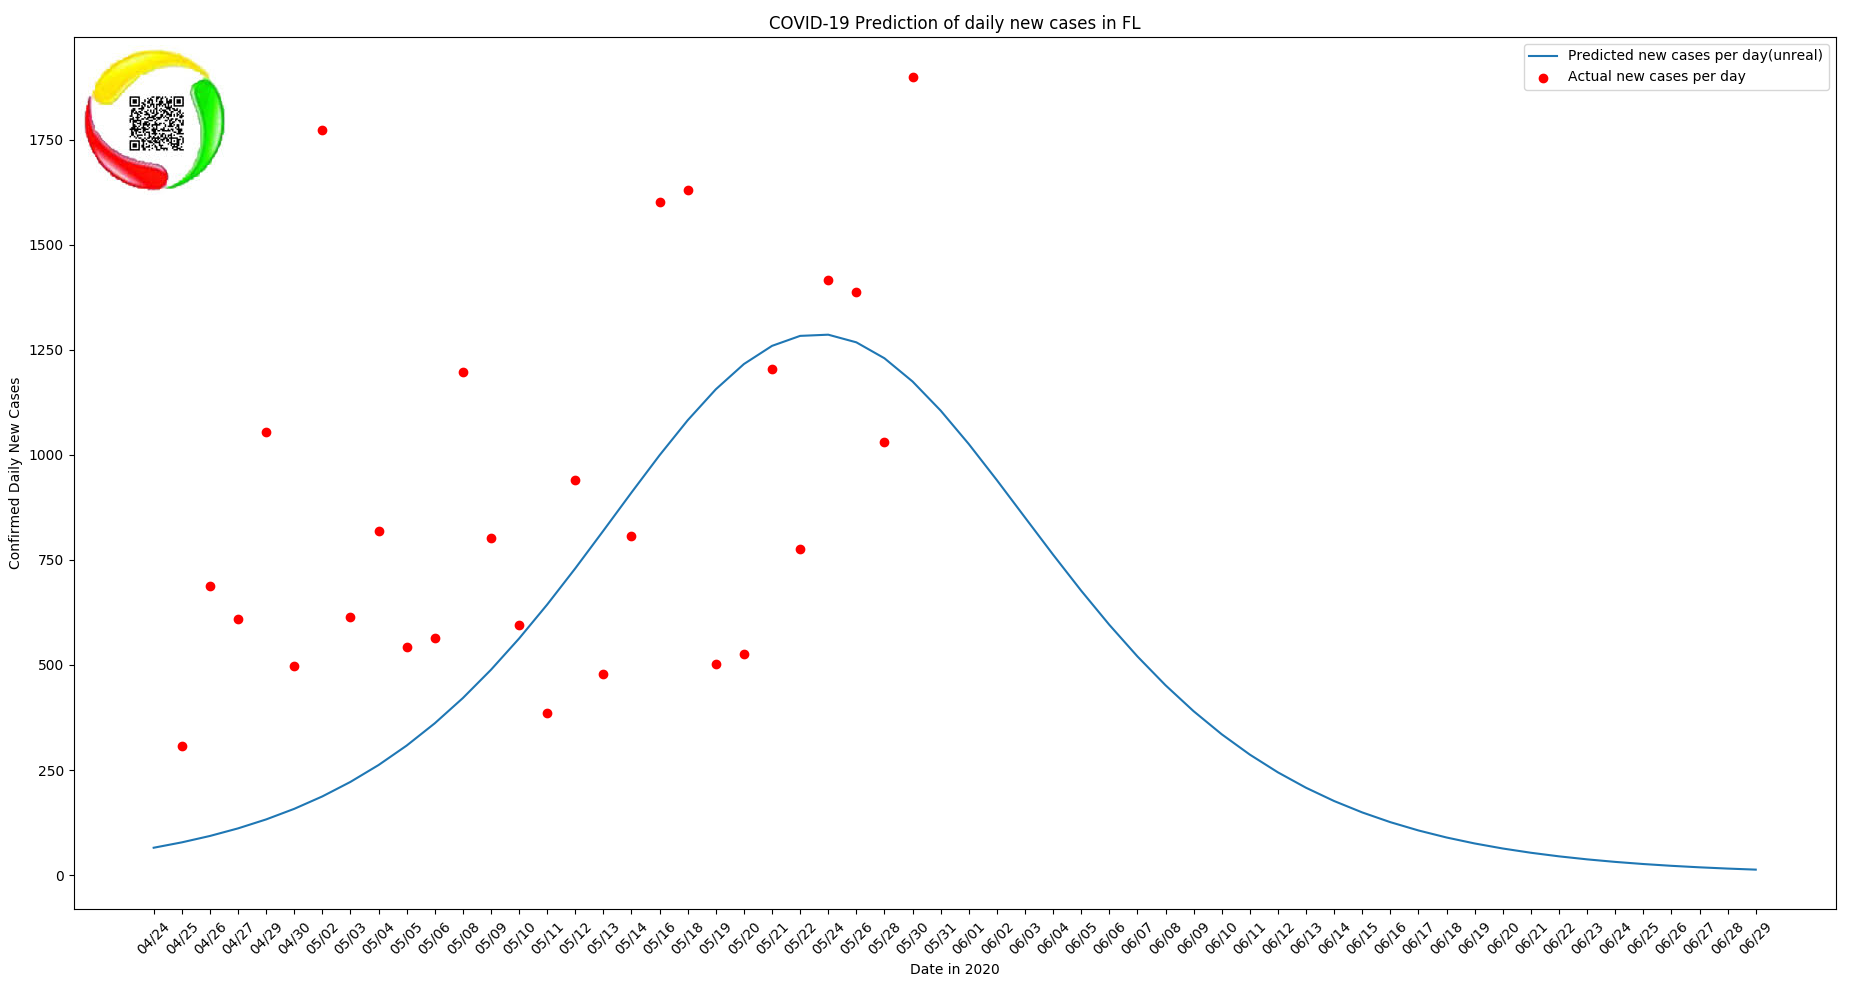 COVID-19 Prediction of daily new cases in FL
Predicted new cases per day(unreal)
Actual new cases per day
Confirmed Daily New Cases
1750
1500
1250
1000
750
500
250
0
04/24 04/25 04/26 04/27 04/29 04/30 05/02 05/03 05/04 05/05 05/06 05/08 05/09 05/10 05/11 05/12 05/13 05/14 05/16 05/18 05/19 05/20 05/21 05/22 05/24 05/26 05/28 05/30 05/31 06/01 06/02 06/03 06/04 06/05 06/06 06/08 06/09 06/10 06/11 06/12 06/13 06/14 06/15 06/16 06/17 06/18 06/19 06/20 06/21 06/22 06/23 06/24 06/25 06/26 06/27 06/28 06/29
Date in 2020